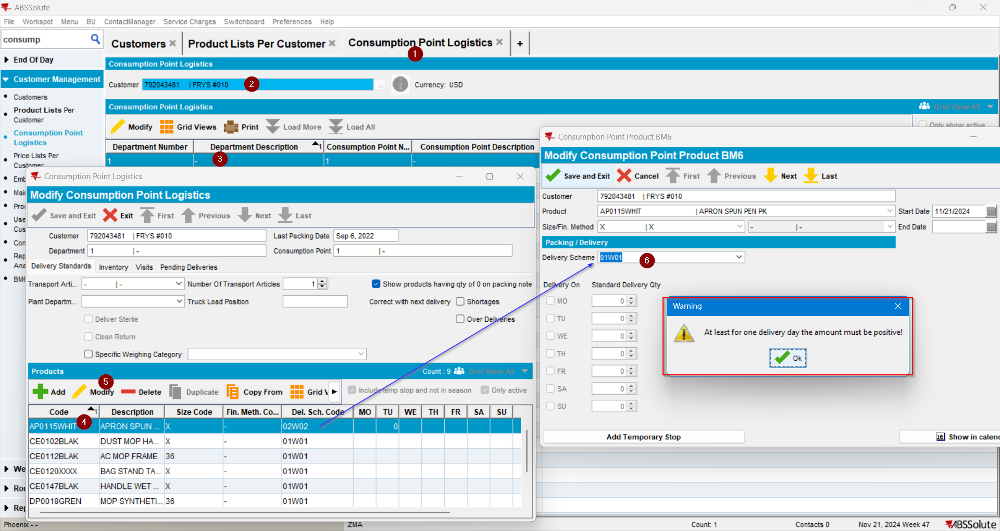 ABSSolute
File Workspot Menu BU ContactManager Service Charges Switchboard Preferences Help
consump
Customers
Product Lists Per Customer
Consumption Point Logistics
+
1
End Of Day
Customer Management
Customers
Product Lists Per
Customer
Consumption Point
Logistics
Price Lists Per
Customer
Emb
Mai
Pro
Use
Cus
Con
Rep
Ana
BM6
We
Rou
Rep
Consumption Point Logistics
Customer 792043481 | FRYS #010 2 ... Currency: USD
Consumption Point Logistics Grid View All
Modify Grid Views Print Load More Load All Only show active
Department Number Department Description 1 Consumption Point N... Consumption Point Description
1 - 3 1 -
Consumption Point Logistics
Modify Consumption Point Logistics
Save and Exit Exit First Previous Next Last
Customer 792043481 | FRYS #010 Last Packing Date Sep 6, 2022
Department 1 | - Consumption Point 1 | -
Delivery Standards Inventory Visits Pending Deliveries
Transport Arti... - | - Number Of Transport Articles 1 Show products having qty of 0 on packing note
Plant Departm... Truck Load Position Correct with next delivery Shortages
Deliver Sterile Over Deliveries
Clean Return
Specific Weighing Category
Products Count : 9 Grid View All
5
Add Modify Delete Duplicate Copy From Grid V Include temp stop and not in season Only active
Code 1 Description Size Code Fin. Meth. Co... Del. Sch. Code MO TU WE TH FR SA SU
4
AP0115WHIT APRON SPUN ... X - 02W02 0
CE0102BLAK DUST MOP HA... X - 01W01
CE0112BLAK AC MOP FRAME 36 - 01W01
CE0120XXXX BAG STAND TA... X - 01W01
CE0147BLAK HANDLE WET ... X - 01W01
DP0018GREN MOP SYNTHETI... 36 - 01W01
Consumption Point Product BM6
Modify Consumption Point Product BM6
Save and Exit Cancel First Previous Next Last
Customer 792043481 | FRYS #010
Product AP0115WHIT | APRON SPUN PEN PK Start Date 11/21/2024 16
Size/Fin. Method X | X - | - End Date 16
Packing / Delivery
Delivery Scheme 01W01 6
Delivery On Standard Delivery Qty
MO 0
TU 0
WE 0
TH 0
FR 0
SA 0
SU 0
Warning
At least for one delivery day the amount must be positive!
Ok
Add Temporary Stop 16 Show in calend
Phoenix - - ZMA Count: 1 Contacts 0 Nov 21, 2024 Week 47 ABSSolute